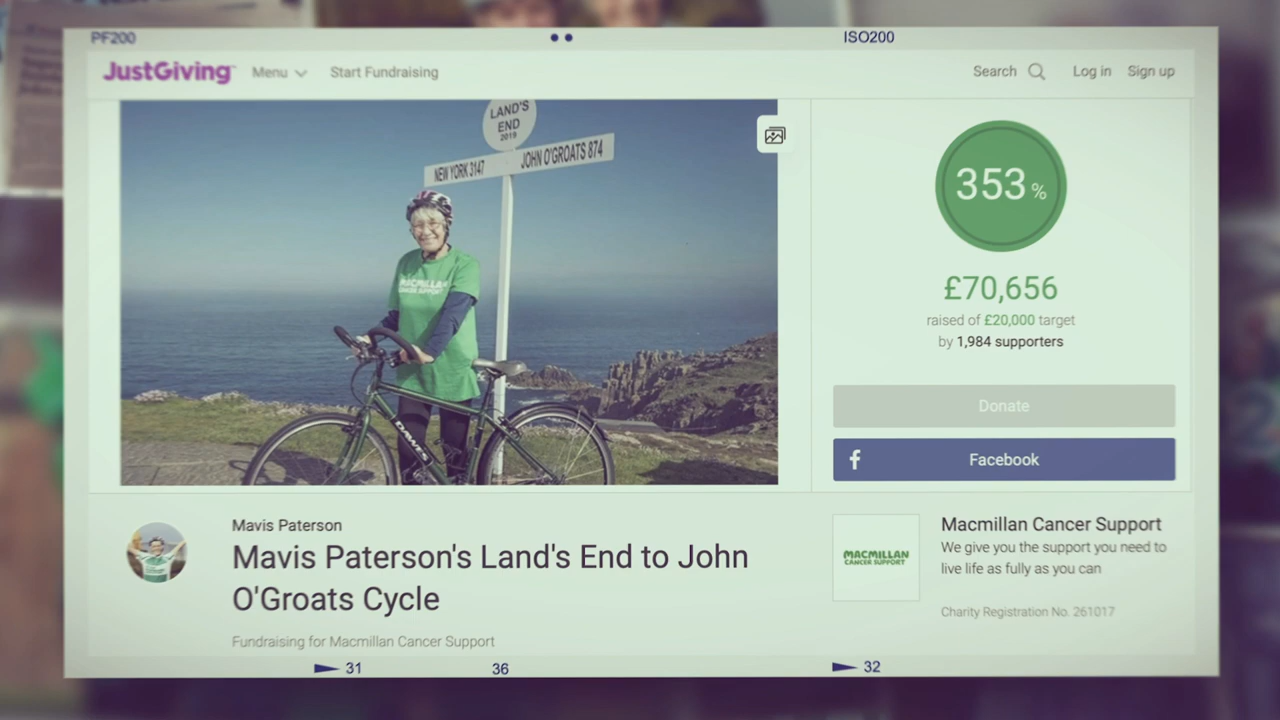 PF200
ISO200
JustGiving™
Menu
Start Fundraising
Search
Log in
Sign up
LAND'S
END
2019
NEW YORK 3147
JOHN O'GROATS 874
MACMILLAN
CANCER SUPPORT
DAWES
353%
£70,656
raised of £20,000 target
by 1,984 supporters
Donate
f Facebook
Mavis Paterson
Mavis Paterson's Land's End to John
O'Groats Cycle
Fundraising for Macmillan Cancer Support
MACMILLAN
CANCER SUPPORT
Macmillan Cancer Support
We give you the support you need to
live life as fully as you can
Charity Registration No. 261017
31
36
32